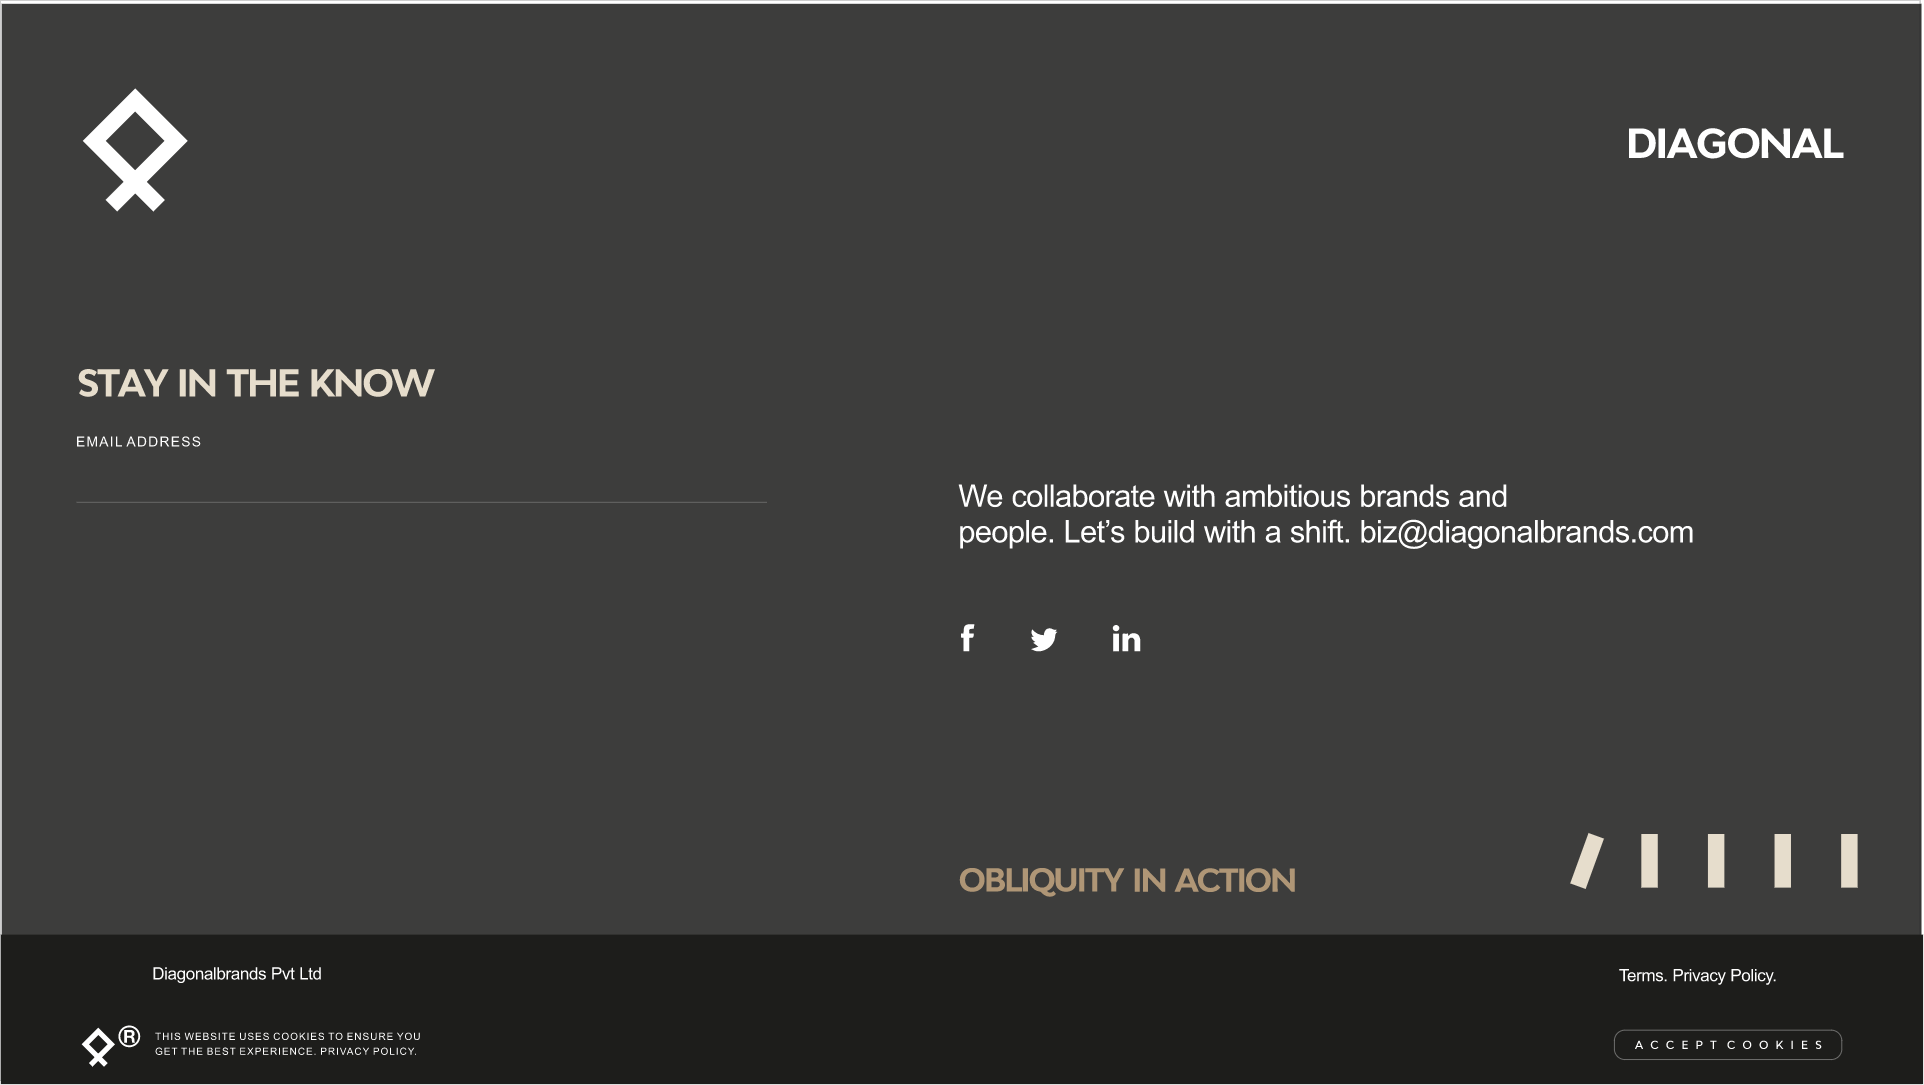 DIAGONAL
STAY IN THE KNOW
EMAIL ADDRESS
We collaborate with ambitious brands and
people. Let’s build with a shift. biz@diagonalbrands.com
f
in
OBLIQUITY IN ACTION
Diagonalbrands Pvt Ltd
Terms. Privacy Policy.
®
THIS WEBSITE USES COOKIES TO ENSURE YOU
GET THE BEST EXPERIENCE. PRIVACY POLICY.
ACCEPT COOKIES